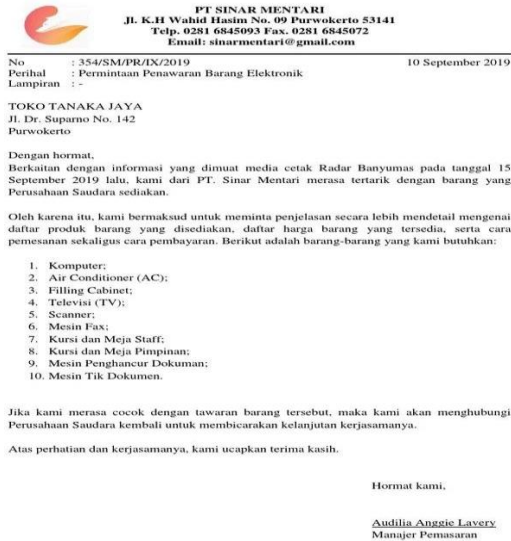 PT SINAR MENTARI
Jl. K.H Wahid Hasim No. 09 Purwokerto 53141
Telp. 0281 6845093 Fax. 0281 6845072
Email: sinarmentari@gmail.com
No : 354/SM/PR/IX/2019 10 September 2019
Perihal : Permintaan Penawaran Barang Elektronik
Lampiran : -
TOKO TANAKA JAYA
Jl. Dr. Suparno No. 142
Purwokerto
Dengan hormat,
Berkaitan dengan informasi yang dimuat media cetak Radar Banyumas pada tanggal 15
September 2019 lalu, kami dari PT. Sinar Mentari merasa tertarik dengan barang yang
Perusahaan Saudara sediakan.
Oleh karena itu, kami bermaksud untuk meminta penjelasan secara lebih mendetail mengenai
daftar produk barang yang disediakan, daftar harga barang yang tersedia, serta cara
pemesanan sekaligus cara pembayaran. Berikut adalah barang-barang yang kami butuhkan:
1. Komputer;
2. Air Conditioner (AC);
3. Filling Cabinet;
4. Televisi (TV);
5. Scanner;
6. Mesin Fax;
7. Kursi dan Meja Staff;
8. Kursi dan Meja Pimpinan;
9. Mesin Penghancur Dokuman;
10. Mesin Tik Dokumen.
Jika kami merasa cocok dengan tawaran barang tersebut, maka kami akan menghubungi
Perusahaan Saudara kembali untuk membicarakan kelanjutan kerjasamanya.
Atas perhatian dan kerjasamanya, kami ucapkan terima kasih.
Hormat kami,
Audilia Anggie Lavery
Manajer Pemasaran